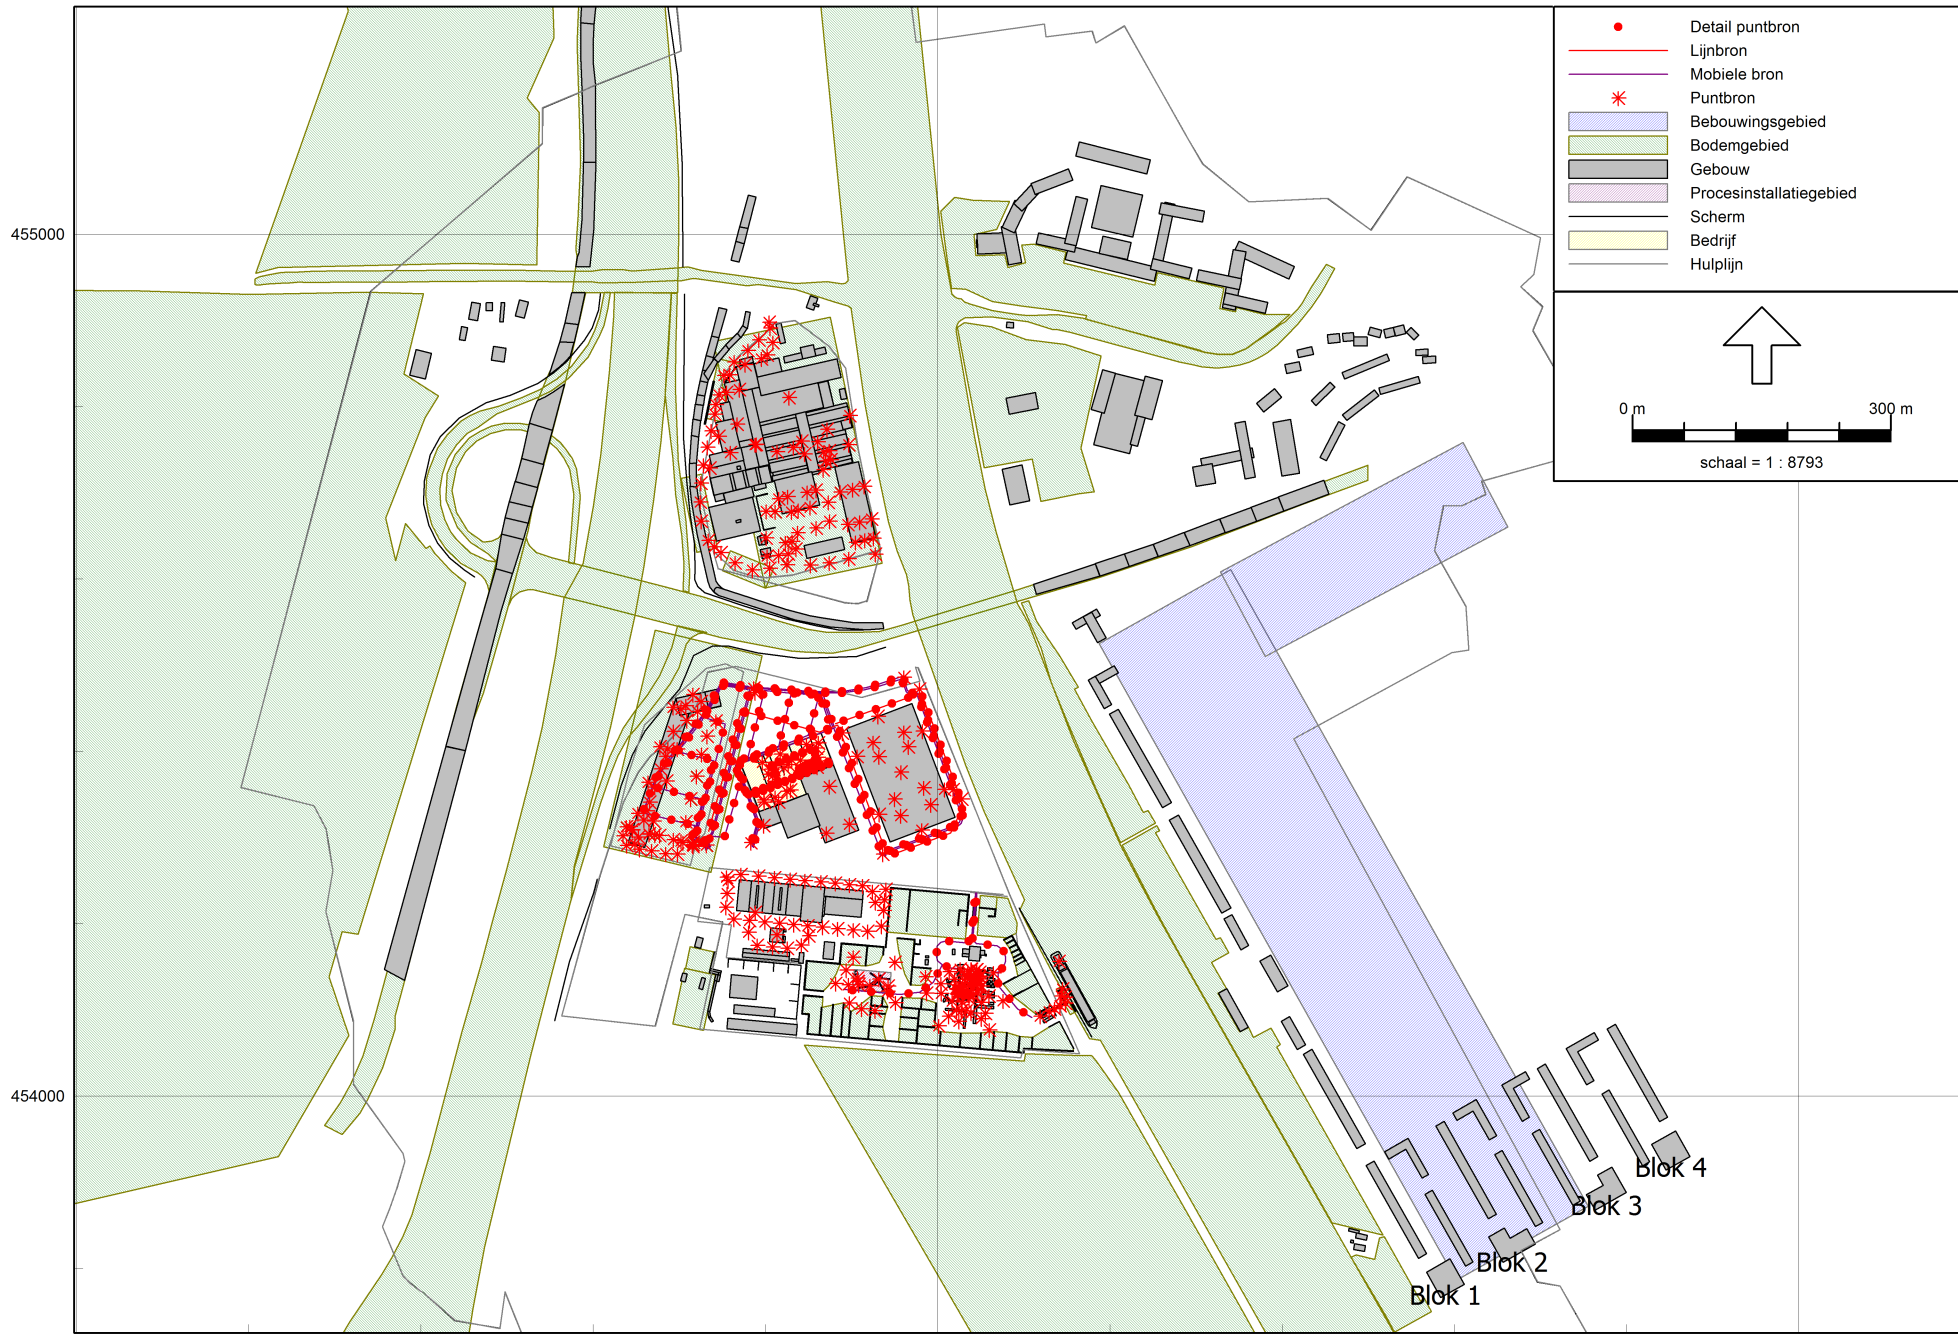 Detail puntbron
Lijnbron
Mobiele bron
Puntbron
Bebouwingsgebied
Bodemgebied
Gebouw
Procesinstallatiegebied
Scherm
Bedrijf
Hulplijn
0 m 300 m
schaal = 1 : 8793
455000
454000
Blok 4
Blok 3
Blok 2
Blok 1